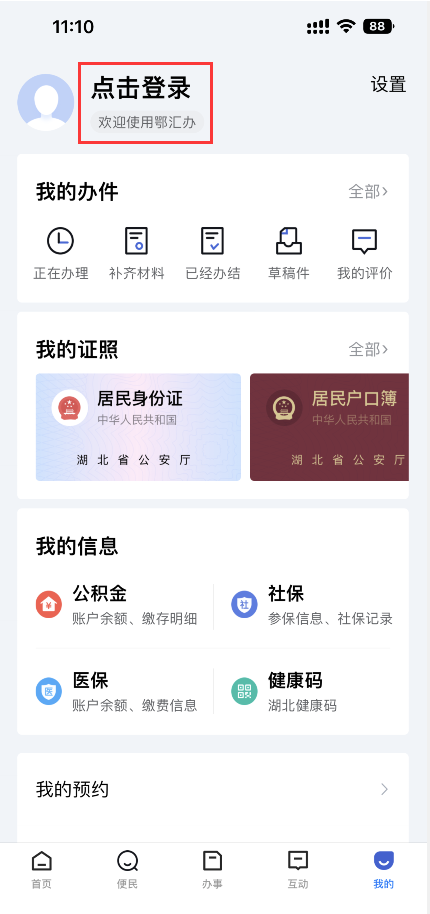 11:10
88
点击登录
设置
欢迎使用鄂汇办
我的办件
全部
正在办理 补齐材料 已经办结 草稿件 我的评价
我的证照
全部
居民身份证
中华人民共和国
湖北省公安厅
居民户口簿
中华人民共和国
湖北省公安厅
我的信息
公积金
账户余额、缴存明细
社保
参保信息、社保记录
医保
账户余额、缴费信息
健康码
湖北健康码
我的预约
首页 便民 办事 互动 我的